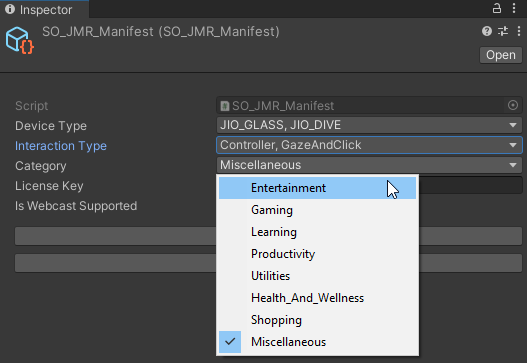 Inspector
SO_JMR_Manifest (SO_JMR_Manifest)
Open
Script
SO_JMR_Manifest
Device Type
JIO_GLASS, JIO_DIVE
Interaction Type
Controller, GazeAndClick
Category
Miscellaneous
License Key
Is Webcast Supported
Entertainment
Gaming
Learning
Productivity
Utilities
Health_And_Wellness
Shopping
Miscellaneous